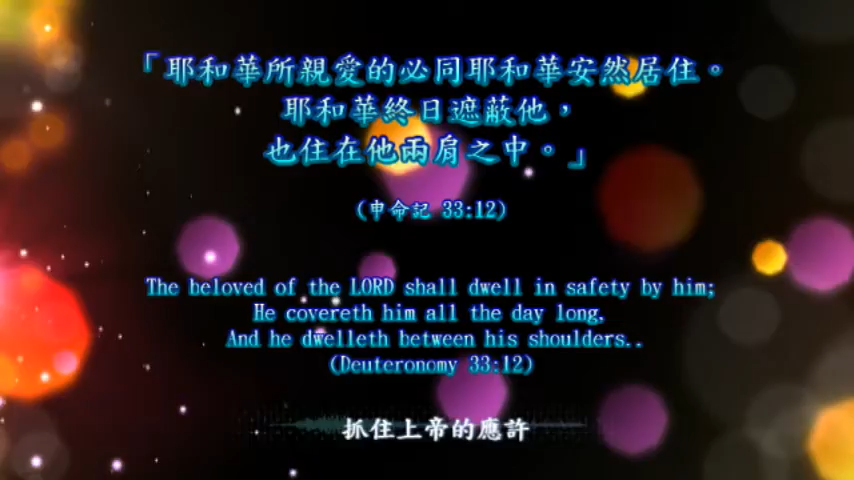 「耶和華所親愛的必同耶和華安然居住。
耶和華終日遮蔽他，
也住在他兩肩之中。」
(申命記 33:12)
The beloved of the LORD shall dwell in safety by him;
He covereth him all the day long,
And he dwelleth between his shoulders..
(Deuteronomy 33:12)
抓住上帝的應許